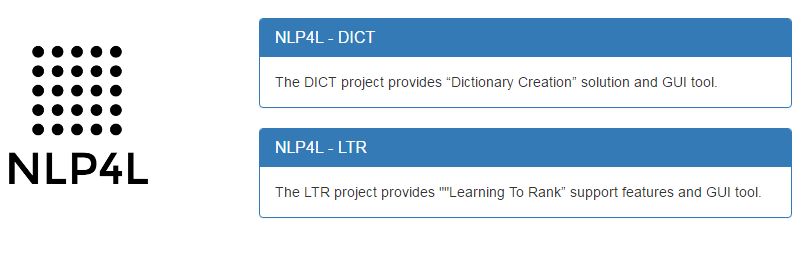 NLP4L
NLP4L - DICT
The DICT project provides “Dictionary Creation” solution and GUI tool.
NLP4L - LTR
The LTR project provides ""Learning To Rank” support features and GUI tool.